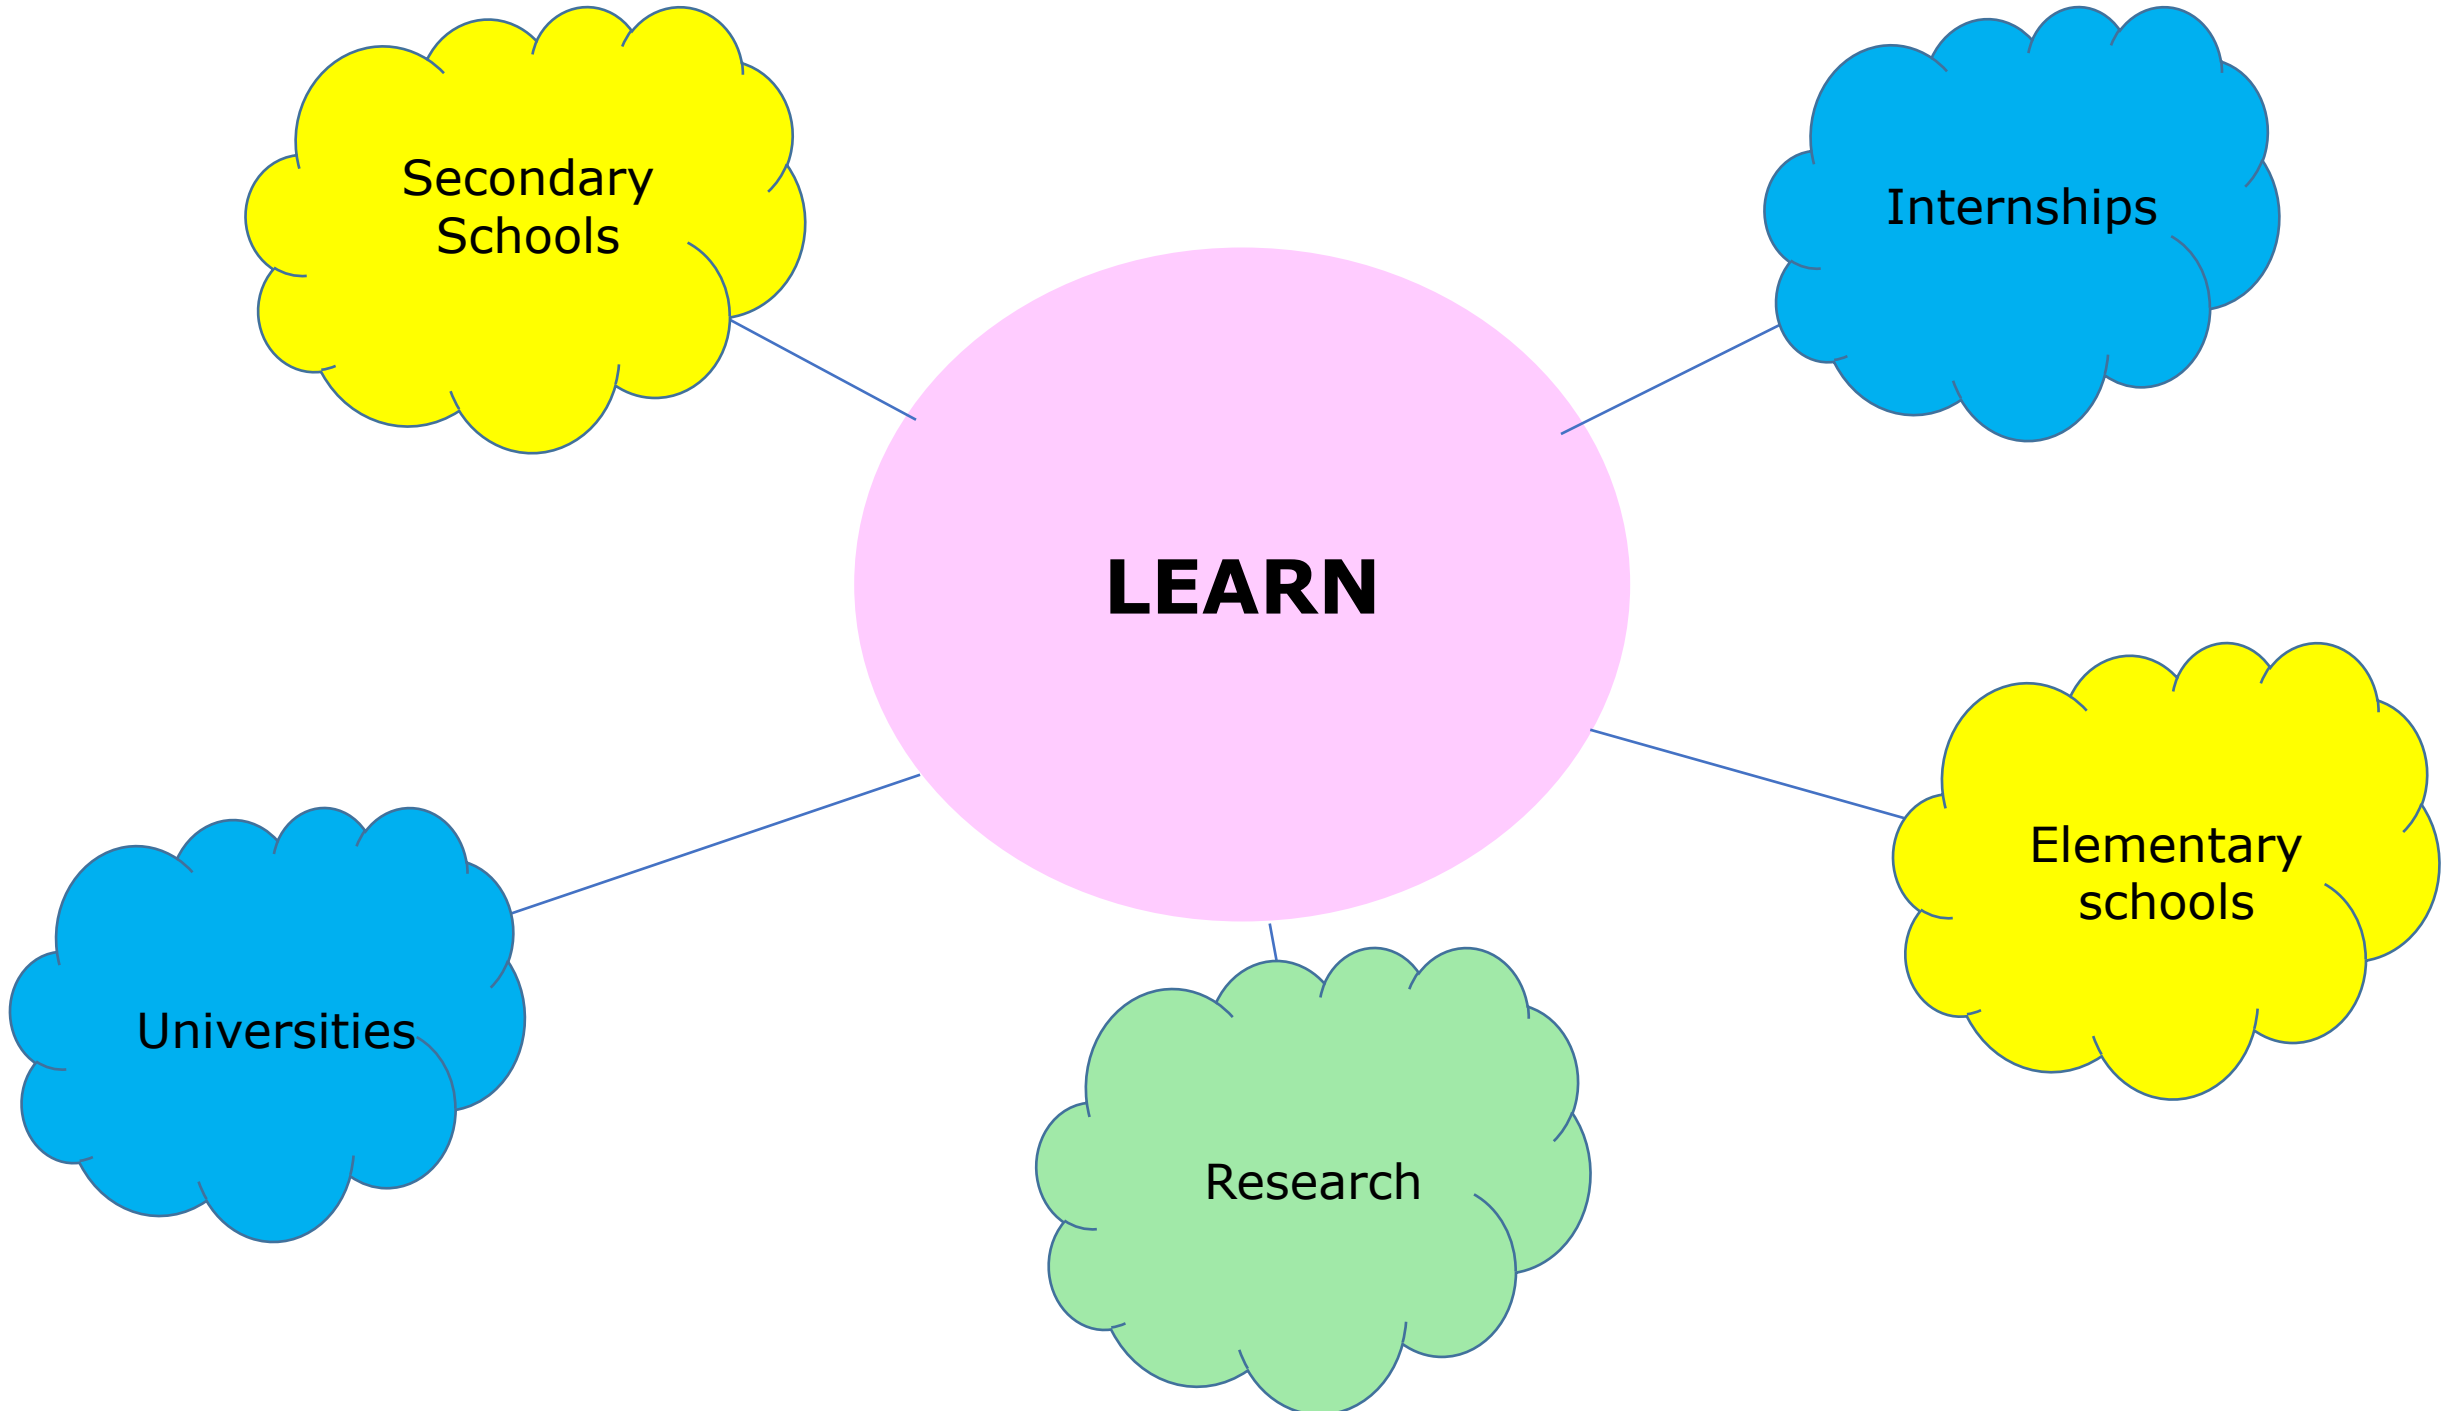 Secondary
Schools
Internships
LEARN
Elementary
schools
Universities
Research